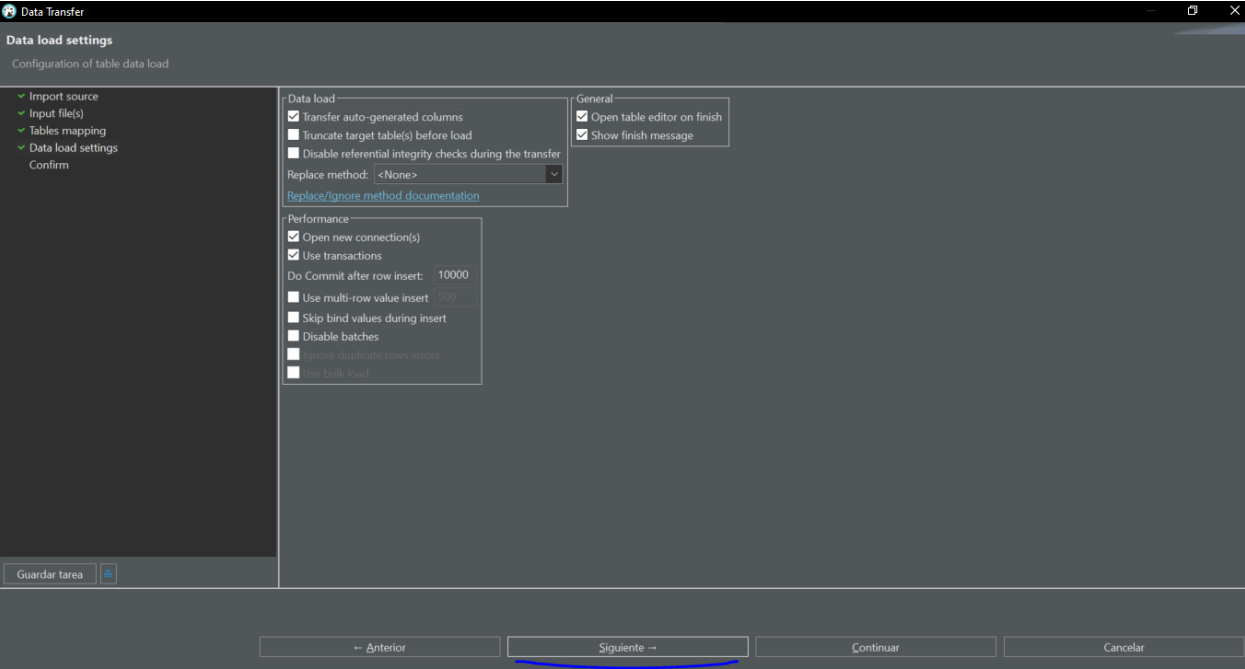 Data Transfer
Data load settings
Configuration of table data load
Import source
Input file(s)
Tables mapping
Data load settings
Confirm
Data load
Transfer auto-generated columns
Truncate target table(s) before load
Disable referential integrity checks during the transfer
Replace method: <None>
Replace/Ignore method documentation
General
Open table editor on finish
Show finish message
Performance
Open new connection(s)
Use transactions
Do Commit after row insert: 10000
Use multi-row value insert 500
Skip bind values during insert
Disable batches
Ignore duplicate rows errors
Use bulk load
Guardar tarea
← Anterior
Siguiente →
Continuar
Cancelar